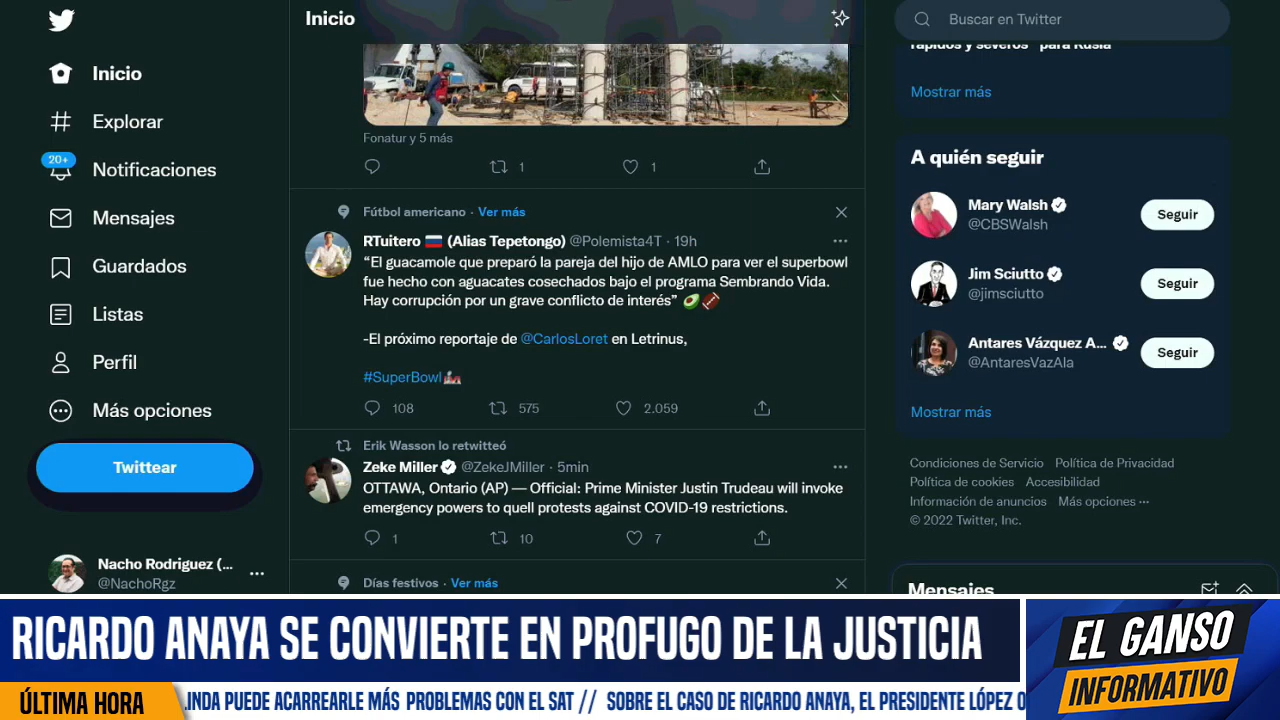 Inicio
Explorar
20+
Notificaciones
Mensajes
Guardados
Listas
Perfil
Más opciones
Twittear
Nacho Rodriguez (...
@NachoRgz
Inicio
Fonatur y 5 más
1
1
Fútbol americano · Ver más
RTuitero (Alias Tepetongo) @Polemista4T · 19h
“El guacamole que preparó la pareja del hijo de AMLO para ver el superbowl
fue hecho con aguacates cosechados bajo el programa Sembrando Vida.
Hay corrupción por un grave conflicto de interés” 🥑🏈
-El próximo reportaje de @CarlosLoret en Letrinus,
#SuperBowl
108 575 2.059
Erik Wasson lo retwitteó
Zeke Miller @ZekeJMiller · 5min
OTTAWA, Ontario (AP) — Official: Prime Minister Justin Trudeau will invoke
emergency powers to quell protests against COVID-19 restrictions.
1 10 7
Días festivos · Ver más
Buscar en Twitter
rápidos y severos" para Rusia
Mostrar más
A quién seguir
Mary Walsh
@CBSWalsh
Seguir
Jim Sciutto
@jimsciutto
Seguir
Antares Vázquez A...
@AntaresVazAla
Seguir
Mostrar más
Condiciones de Servicio Política de Privacidad
Política de cookies Accesibilidad
Información de anuncios Más opciones ···
© 2022 Twitter, Inc.
Mensajes
RICARDO ANAYA SE CONVIERTE EN PROFUGO DE LA JUSTICIA
EL GANSO
INFORMATIVO
ÚLTIMA HORA
LINDA PUEDE ACARREARLE MÁS PROBLEMAS CON EL SAT // SOBRE EL CASO DE RICARDO ANAYA, EL PRESIDENTE LÓPEZ O